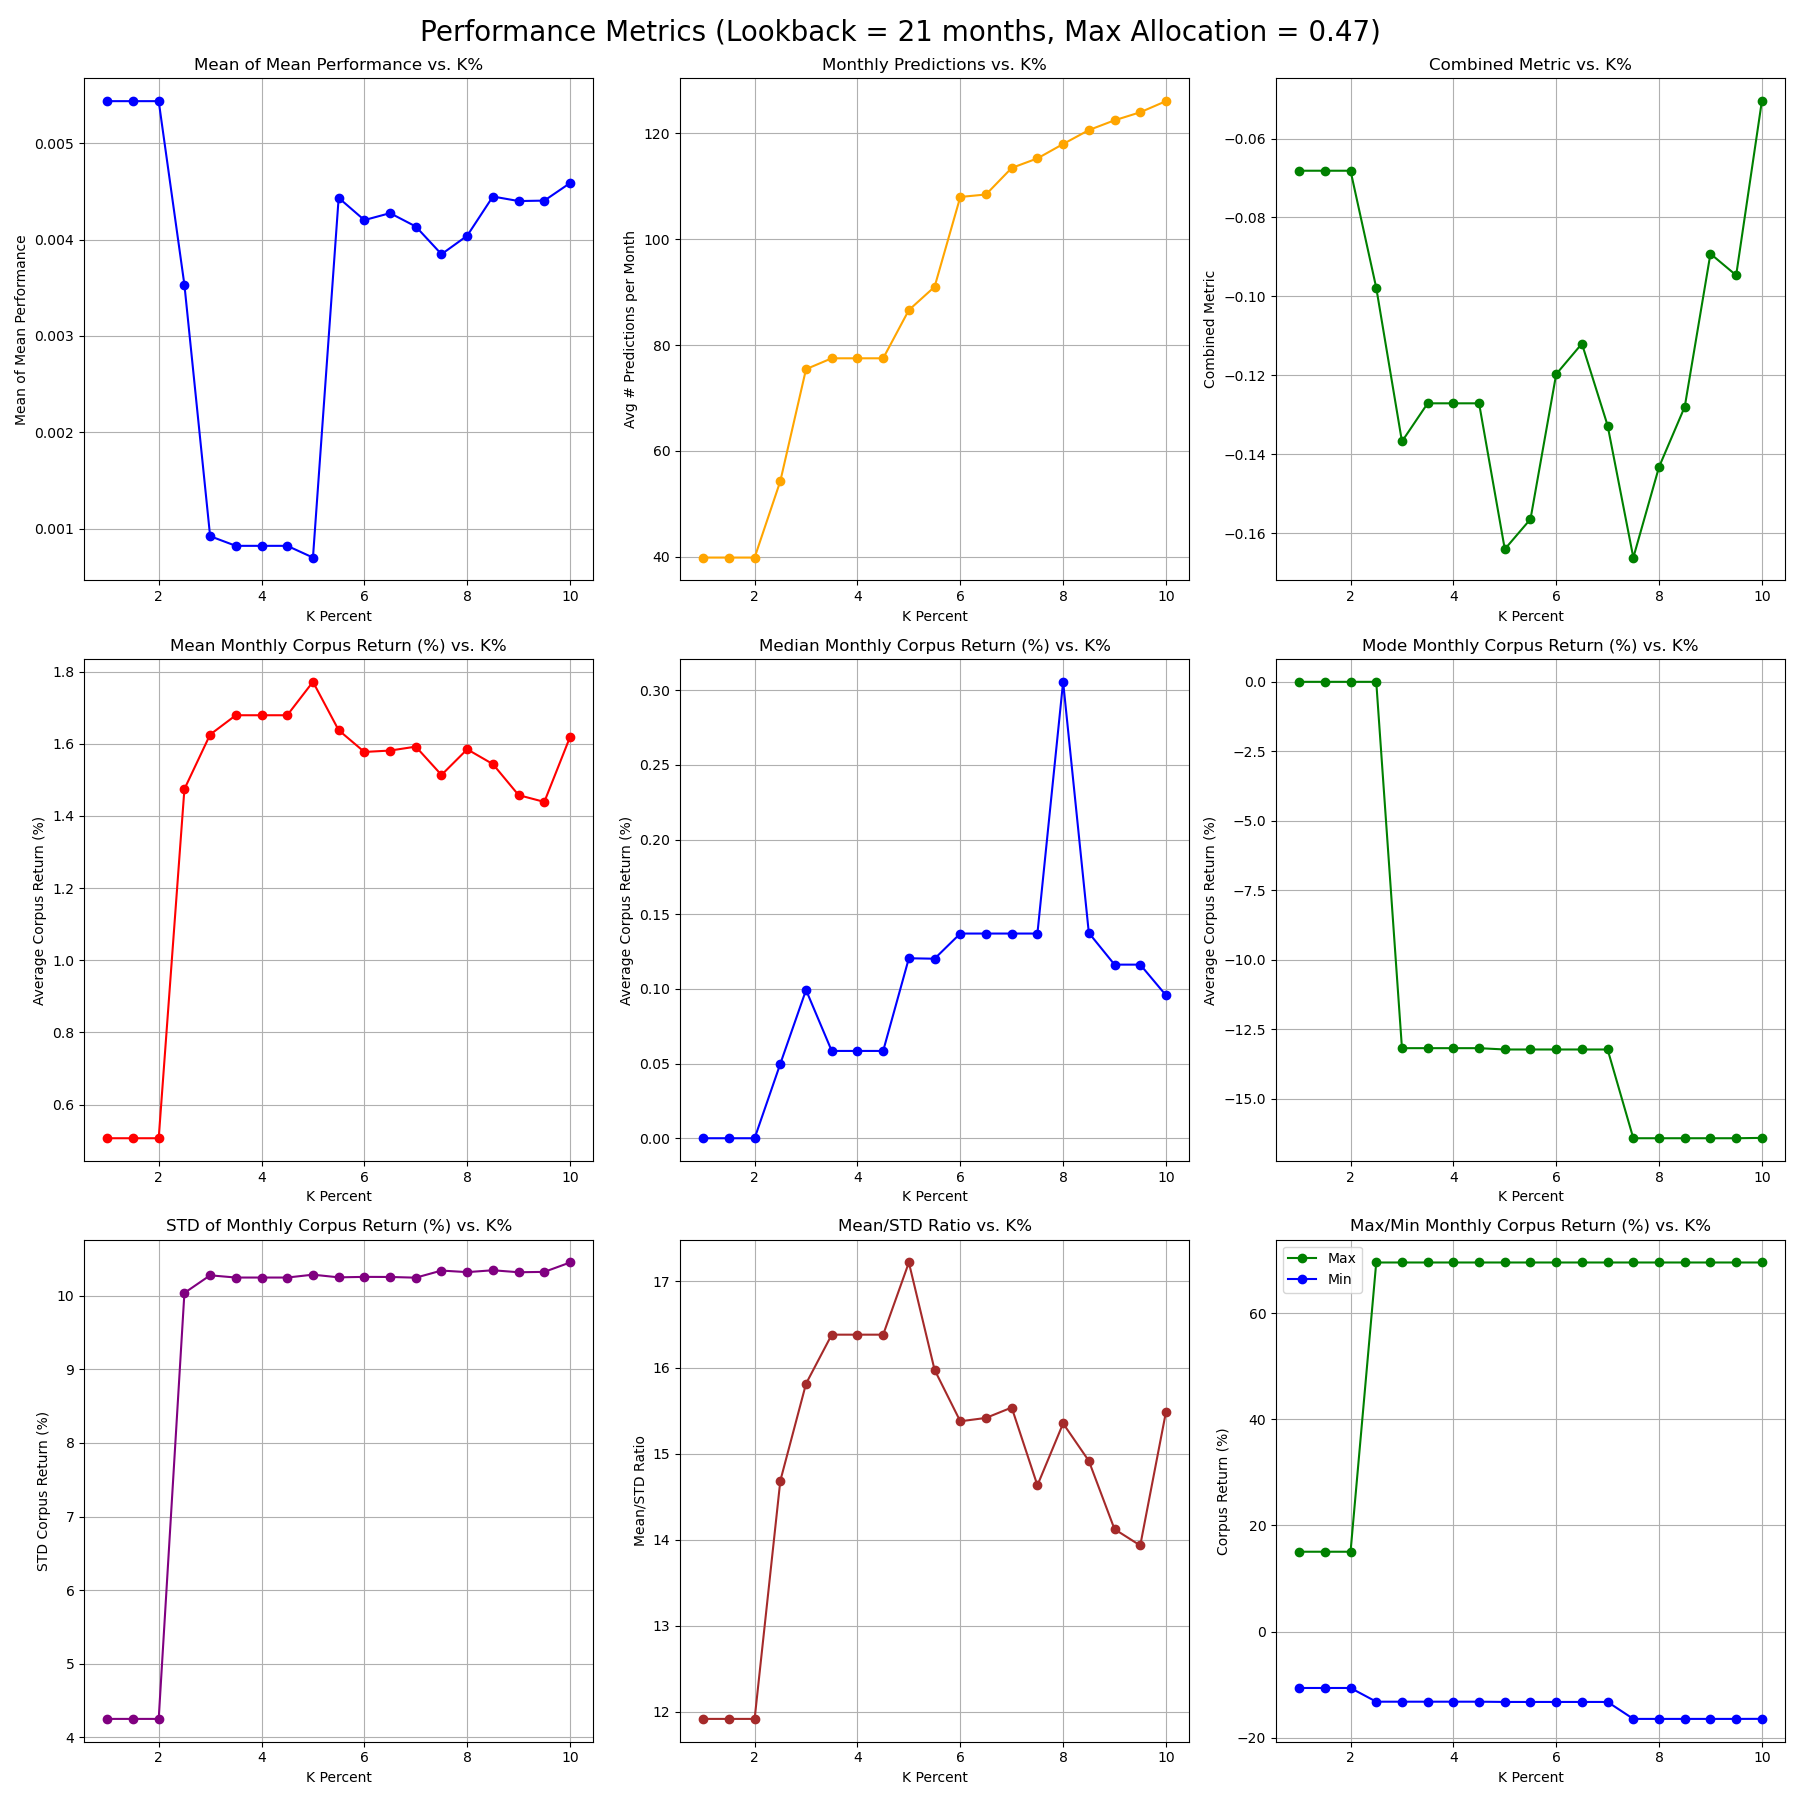 Performance Metrics (Lookback = 21 months, Max Allocation = 0.47)
Mean of Mean Performance vs. K%
Mean of Mean Performance
0.005
0.004
0.003
0.002
0.001
2 4 6 8 10
K Percent
Monthly Predictions vs. K%
Avg # Predictions per Month
120
100
80
60
40
2 4 6 8 10
K Percent
Combined Metric vs. K%
Combined Metric
−0.06
−0.08
−0.10
−0.12
−0.14
−0.16
2 4 6 8 10
K Percent
Mean Monthly Corpus Return (%) vs. K%
Average Corpus Return (%)
1.8
1.6
1.4
1.2
1.0
0.8
0.6
2 4 6 8 10
K Percent
Median Monthly Corpus Return (%) vs. K%
Average Corpus Return (%)
0.30
0.25
0.20
0.15
0.10
0.05
0.00
2 4 6 8 10
K Percent
Mode Monthly Corpus Return (%) vs. K%
Average Corpus Return (%)
0.0
−2.5
−5.0
−7.5
−10.0
−12.5
−15.0
2 4 6 8 10
K Percent
STD of Monthly Corpus Return (%) vs. K%
STD Corpus Return (%)
10
9
8
7
6
5
4
2 4 6 8 10
K Percent
Mean/STD Ratio vs. K%
Mean/STD Ratio
17
16
15
14
13
12
2 4 6 8 10
K Percent
Max/Min Monthly Corpus Return (%) vs. K%
Max
Min
Corpus Return (%)
60
40
20
0
−20
2 4 6 8 10
K Percent